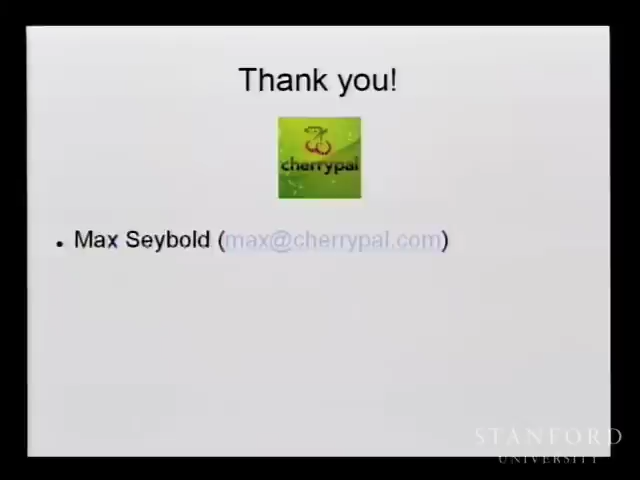 Thank you!
cherrypal
• Max Seybold (max@cherrypal.com)
STANFORD
UNIVERSITY